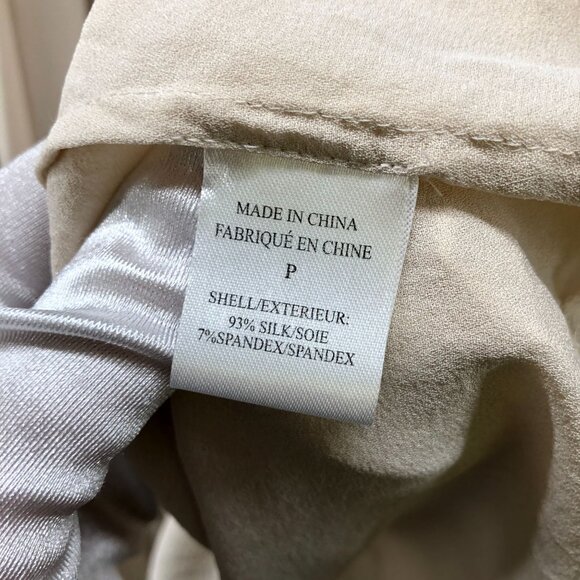 MADE IN CHINA
FABRIQUÉ EN CHINE
P
SHELL/EXTERIEUR:
93% SILK/SOIE
7%SPANDEX/SPANDEX